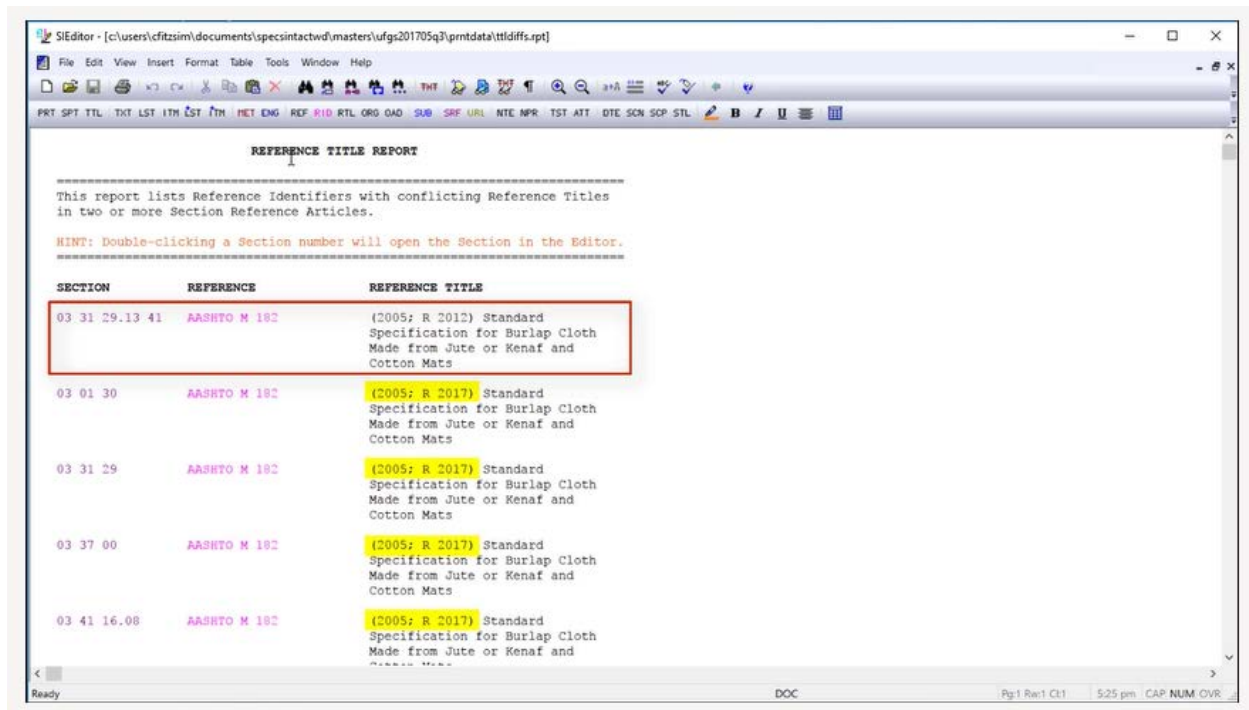 SIEditor - [c:\users\cfitzsim\documents\specsintactwd\masters\ufgs201705q3\prntdata\ttldiffs.rpt]
File Edit View Insert Format Table Tools Window Help
THT
PRT SPT TTL TXT LST ITM LST ITM MET ENG REF RID RTL ORG OAD SUB SRF URL NTE NPR TST ATT DTE SCN SCP STL B I U
REFERENCE TITLE REPORT
================================================================
This report lists Reference Identifiers with conflicting Reference Titles
in two or more Section Reference Articles.
HINT: Double-clicking a Section number will open the Section in the Editor.
================================================================
SECTION REFERENCE REFERENCE TITLE
03 31 29.13 41 AASHTO M 182 (2005; R 2012) Standard
Specification for Burlap Cloth
Made from Jute or Kenaf and
Cotton Mats
03 01 30 AASHTO M 182 (2005; R 2017) Standard
Specification for Burlap Cloth
Made from Jute or Kenaf and
Cotton Mats
03 31 29 AASHTO M 182 (2005; R 2017) Standard
Specification for Burlap Cloth
Made from Jute or Kenaf and
Cotton Mats
03 37 00 AASHTO M 182 (2005; R 2017) Standard
Specification for Burlap Cloth
Made from Jute or Kenaf and
Cotton Mats
03 41 16.08 AASHTO M 182 (2005; R 2017) Standard
Specification for Burlap Cloth
Made from Jute or Kenaf and
Ready DOC Pg:1 Rw:1 Cl:1 5:25 pm CAP NUM OVR